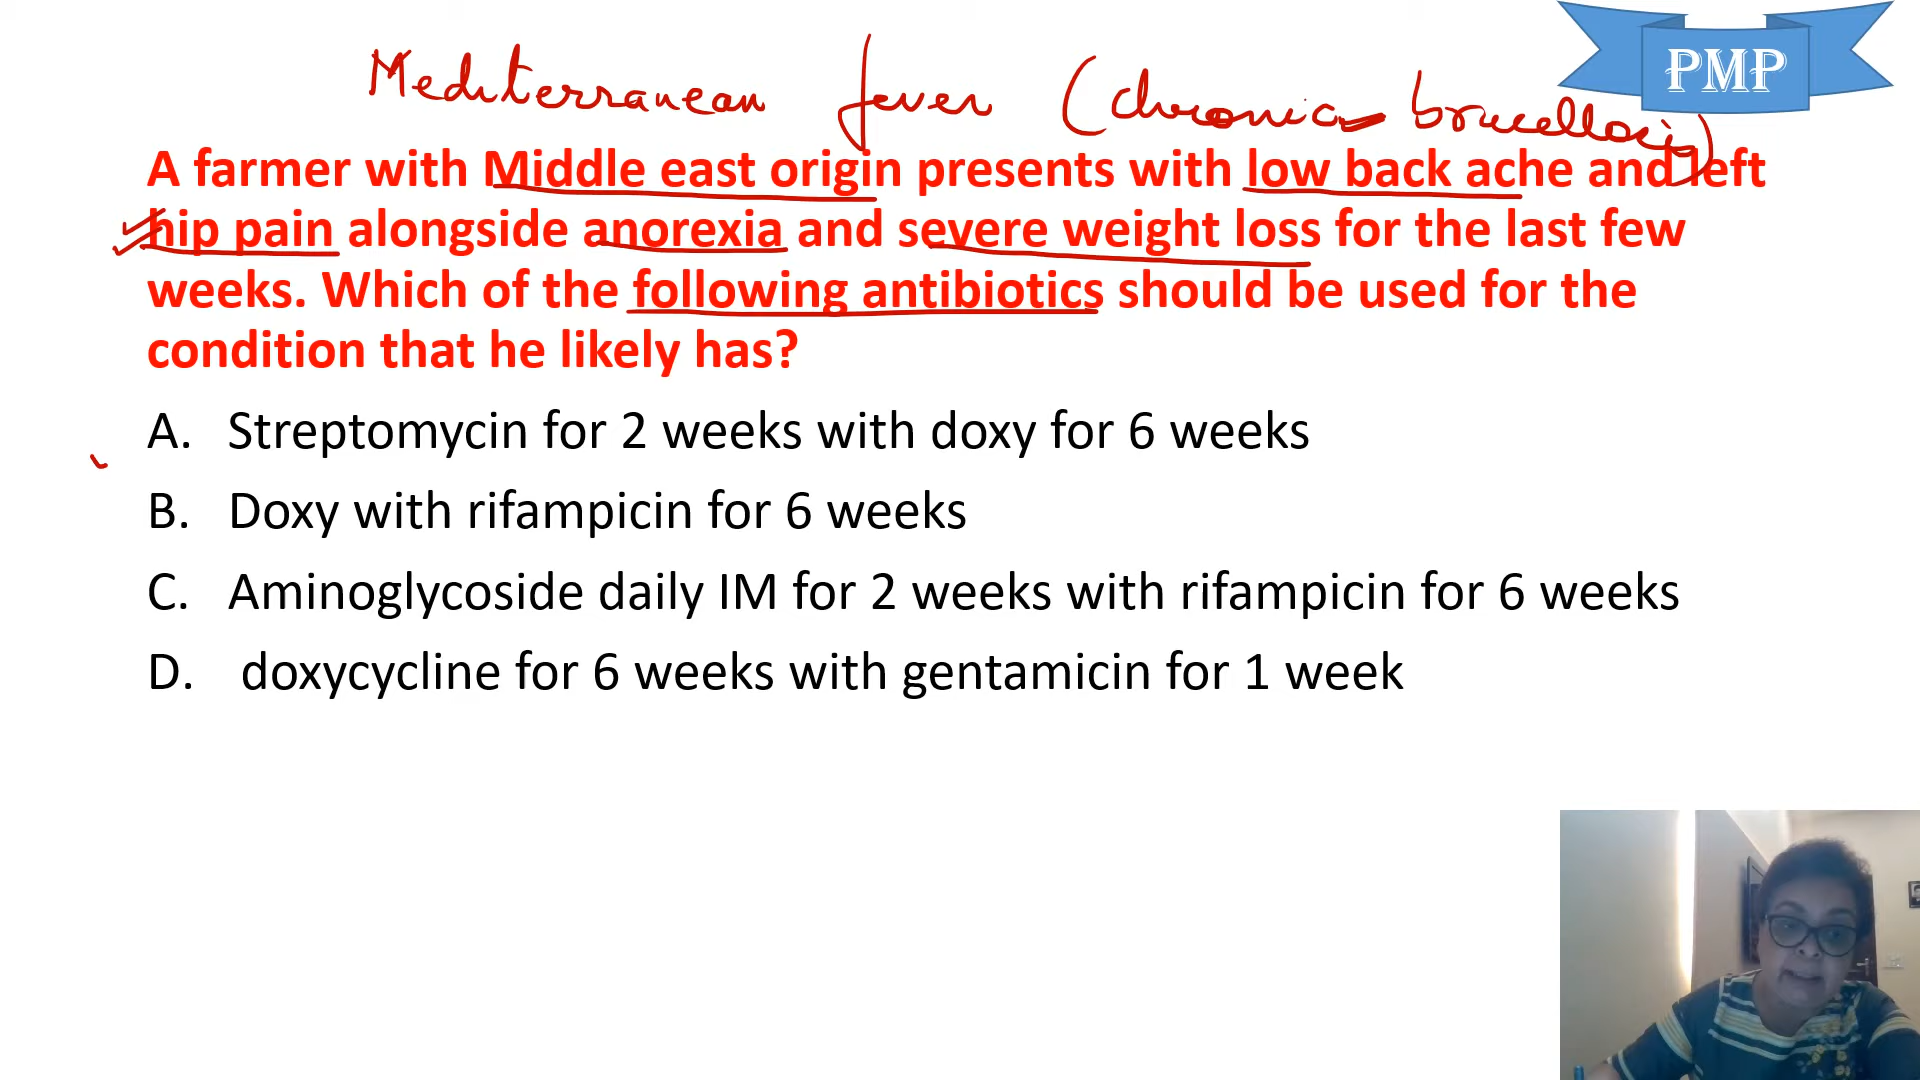 PMP
Mediterranean fever (chronic brucellosis)
A farmer with Middle east origin presents with low back ache and left
hip pain alongside anorexia and severe weight loss for the last few
weeks. Which of the following antibiotics should be used for the
condition that he likely has?
A. Streptomycin for 2 weeks with doxy for 6 weeks
B. Doxy with rifampicin for 6 weeks
C. Aminoglycoside daily IM for 2 weeks with rifampicin for 6 weeks
D. doxycycline for 6 weeks with gentamicin for 1 week